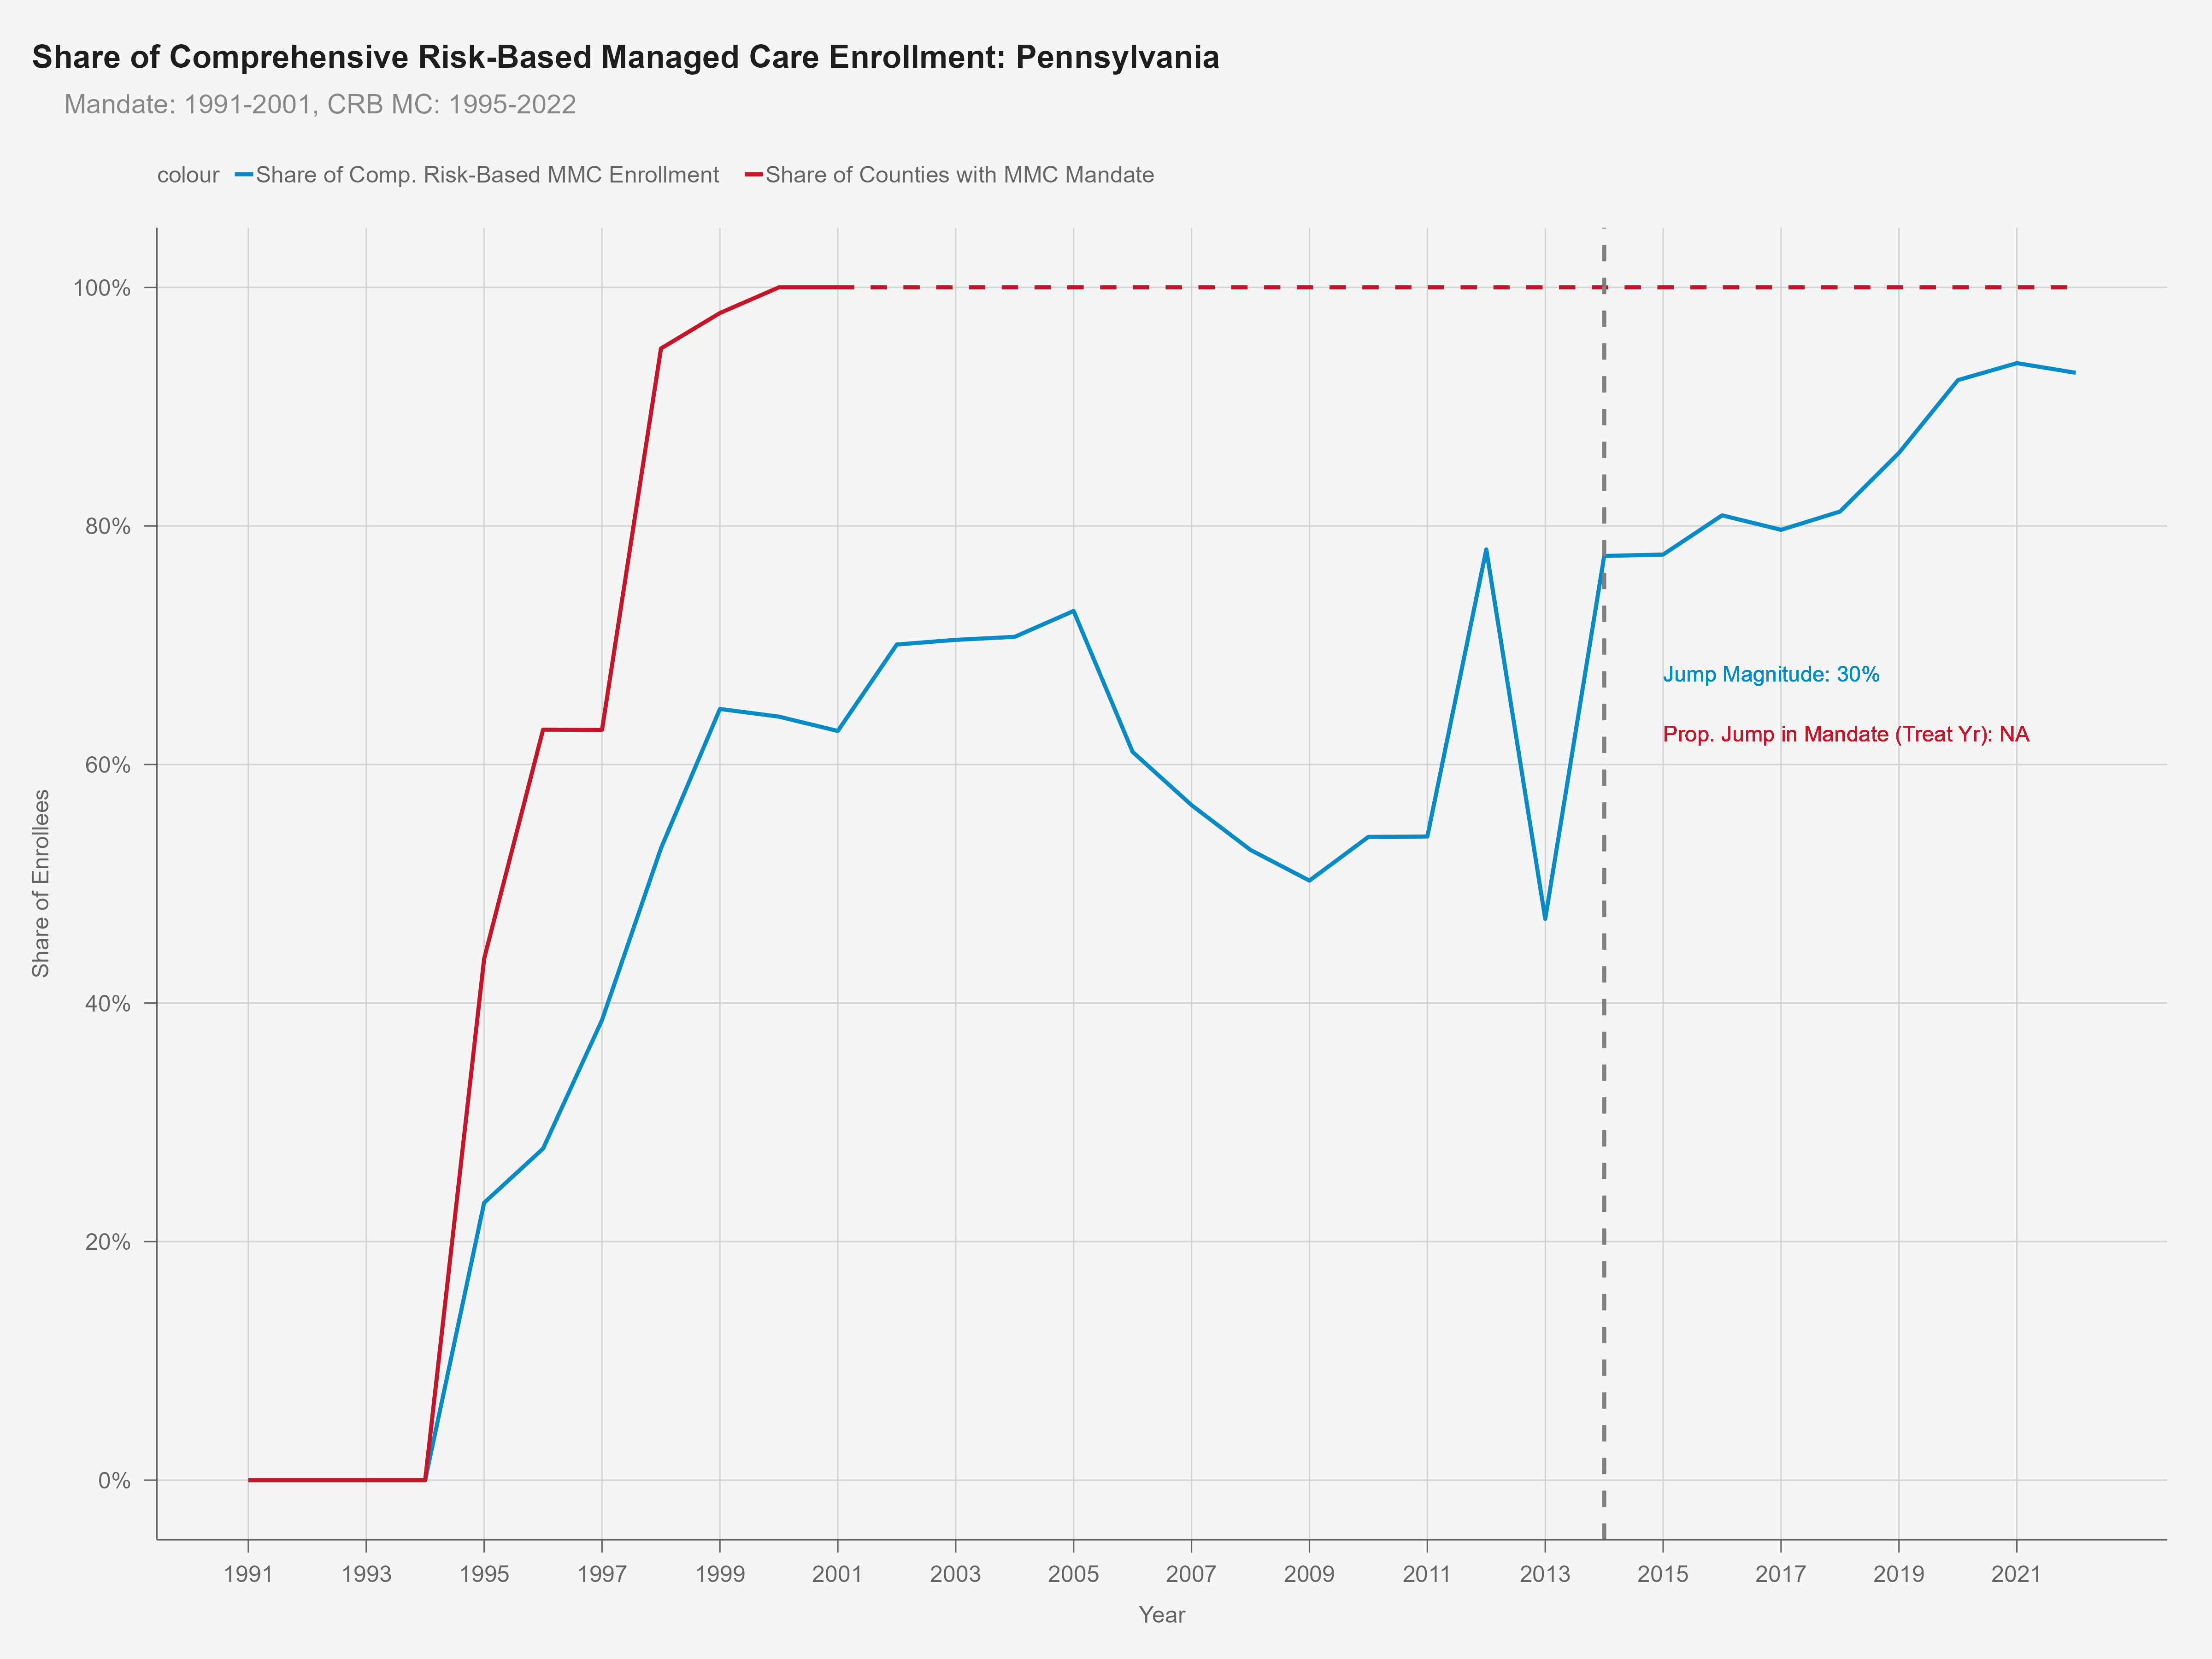 Share of Comprehensive Risk-Based Managed Care Enrollment: Pennsylvania
Mandate: 1991-2001, CRB MC: 1995-2022
colour Share of Comp. Risk-Based MMC Enrollment Share of Counties with MMC Mandate
100%
80%
60%
40%
20%
0%
Share of Enrollees
Jump Magnitude: 30%
Prop. Jump in Mandate (Treat Yr): NA
1991 1993 1995 1997 1999 2001 2003 2005 2007 2009 2011 2013 2015 2017 2019 2021
Year